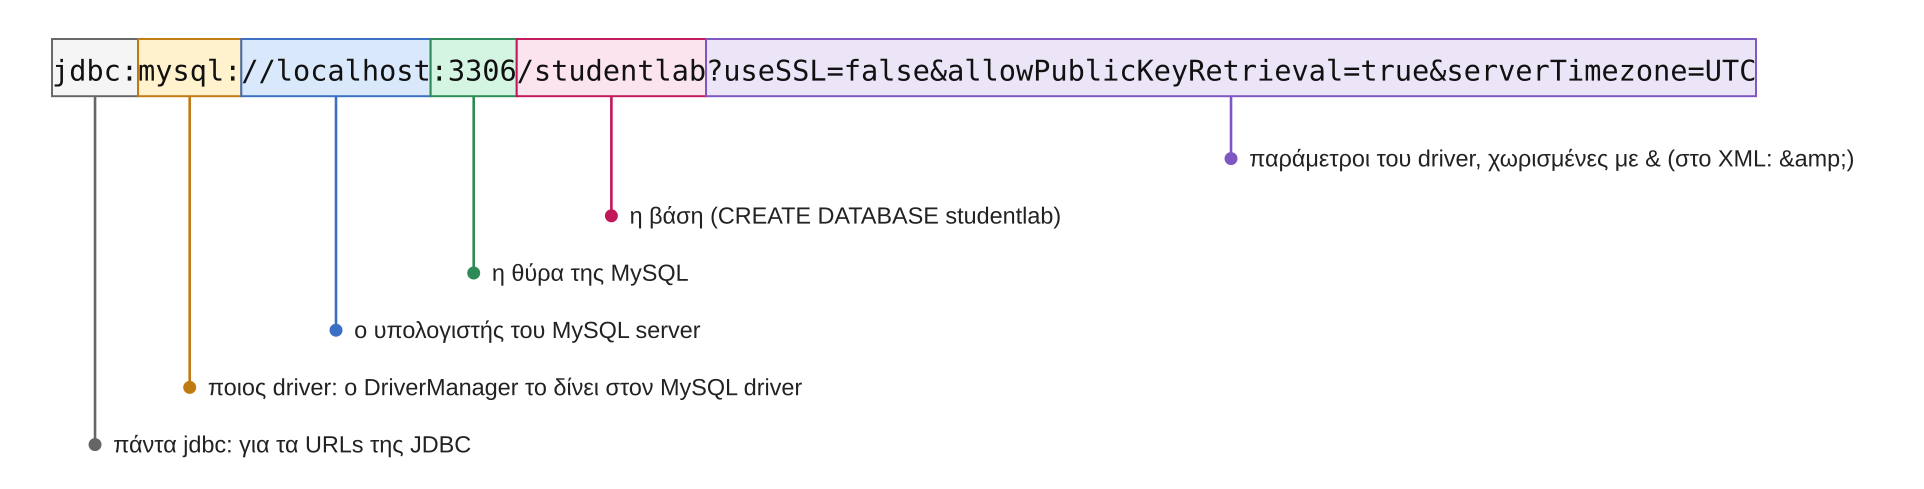 jdbc:mysql://localhost:3306/studentlab?useSSL=false&allowPublicKeyRetrieval=true&serverTimezone=UTC
παράμετροι του driver, χωρισμένες με & (στο XML: &amp;)
η βάση (CREATE DATABASE studentlab)
η θύρα της MySQL
ο υπολογιστής του MySQL server
ποιος driver: ο DriverManager το δίνει στον MySQL driver
πάντα jdbc: για τα URLs της JDBC